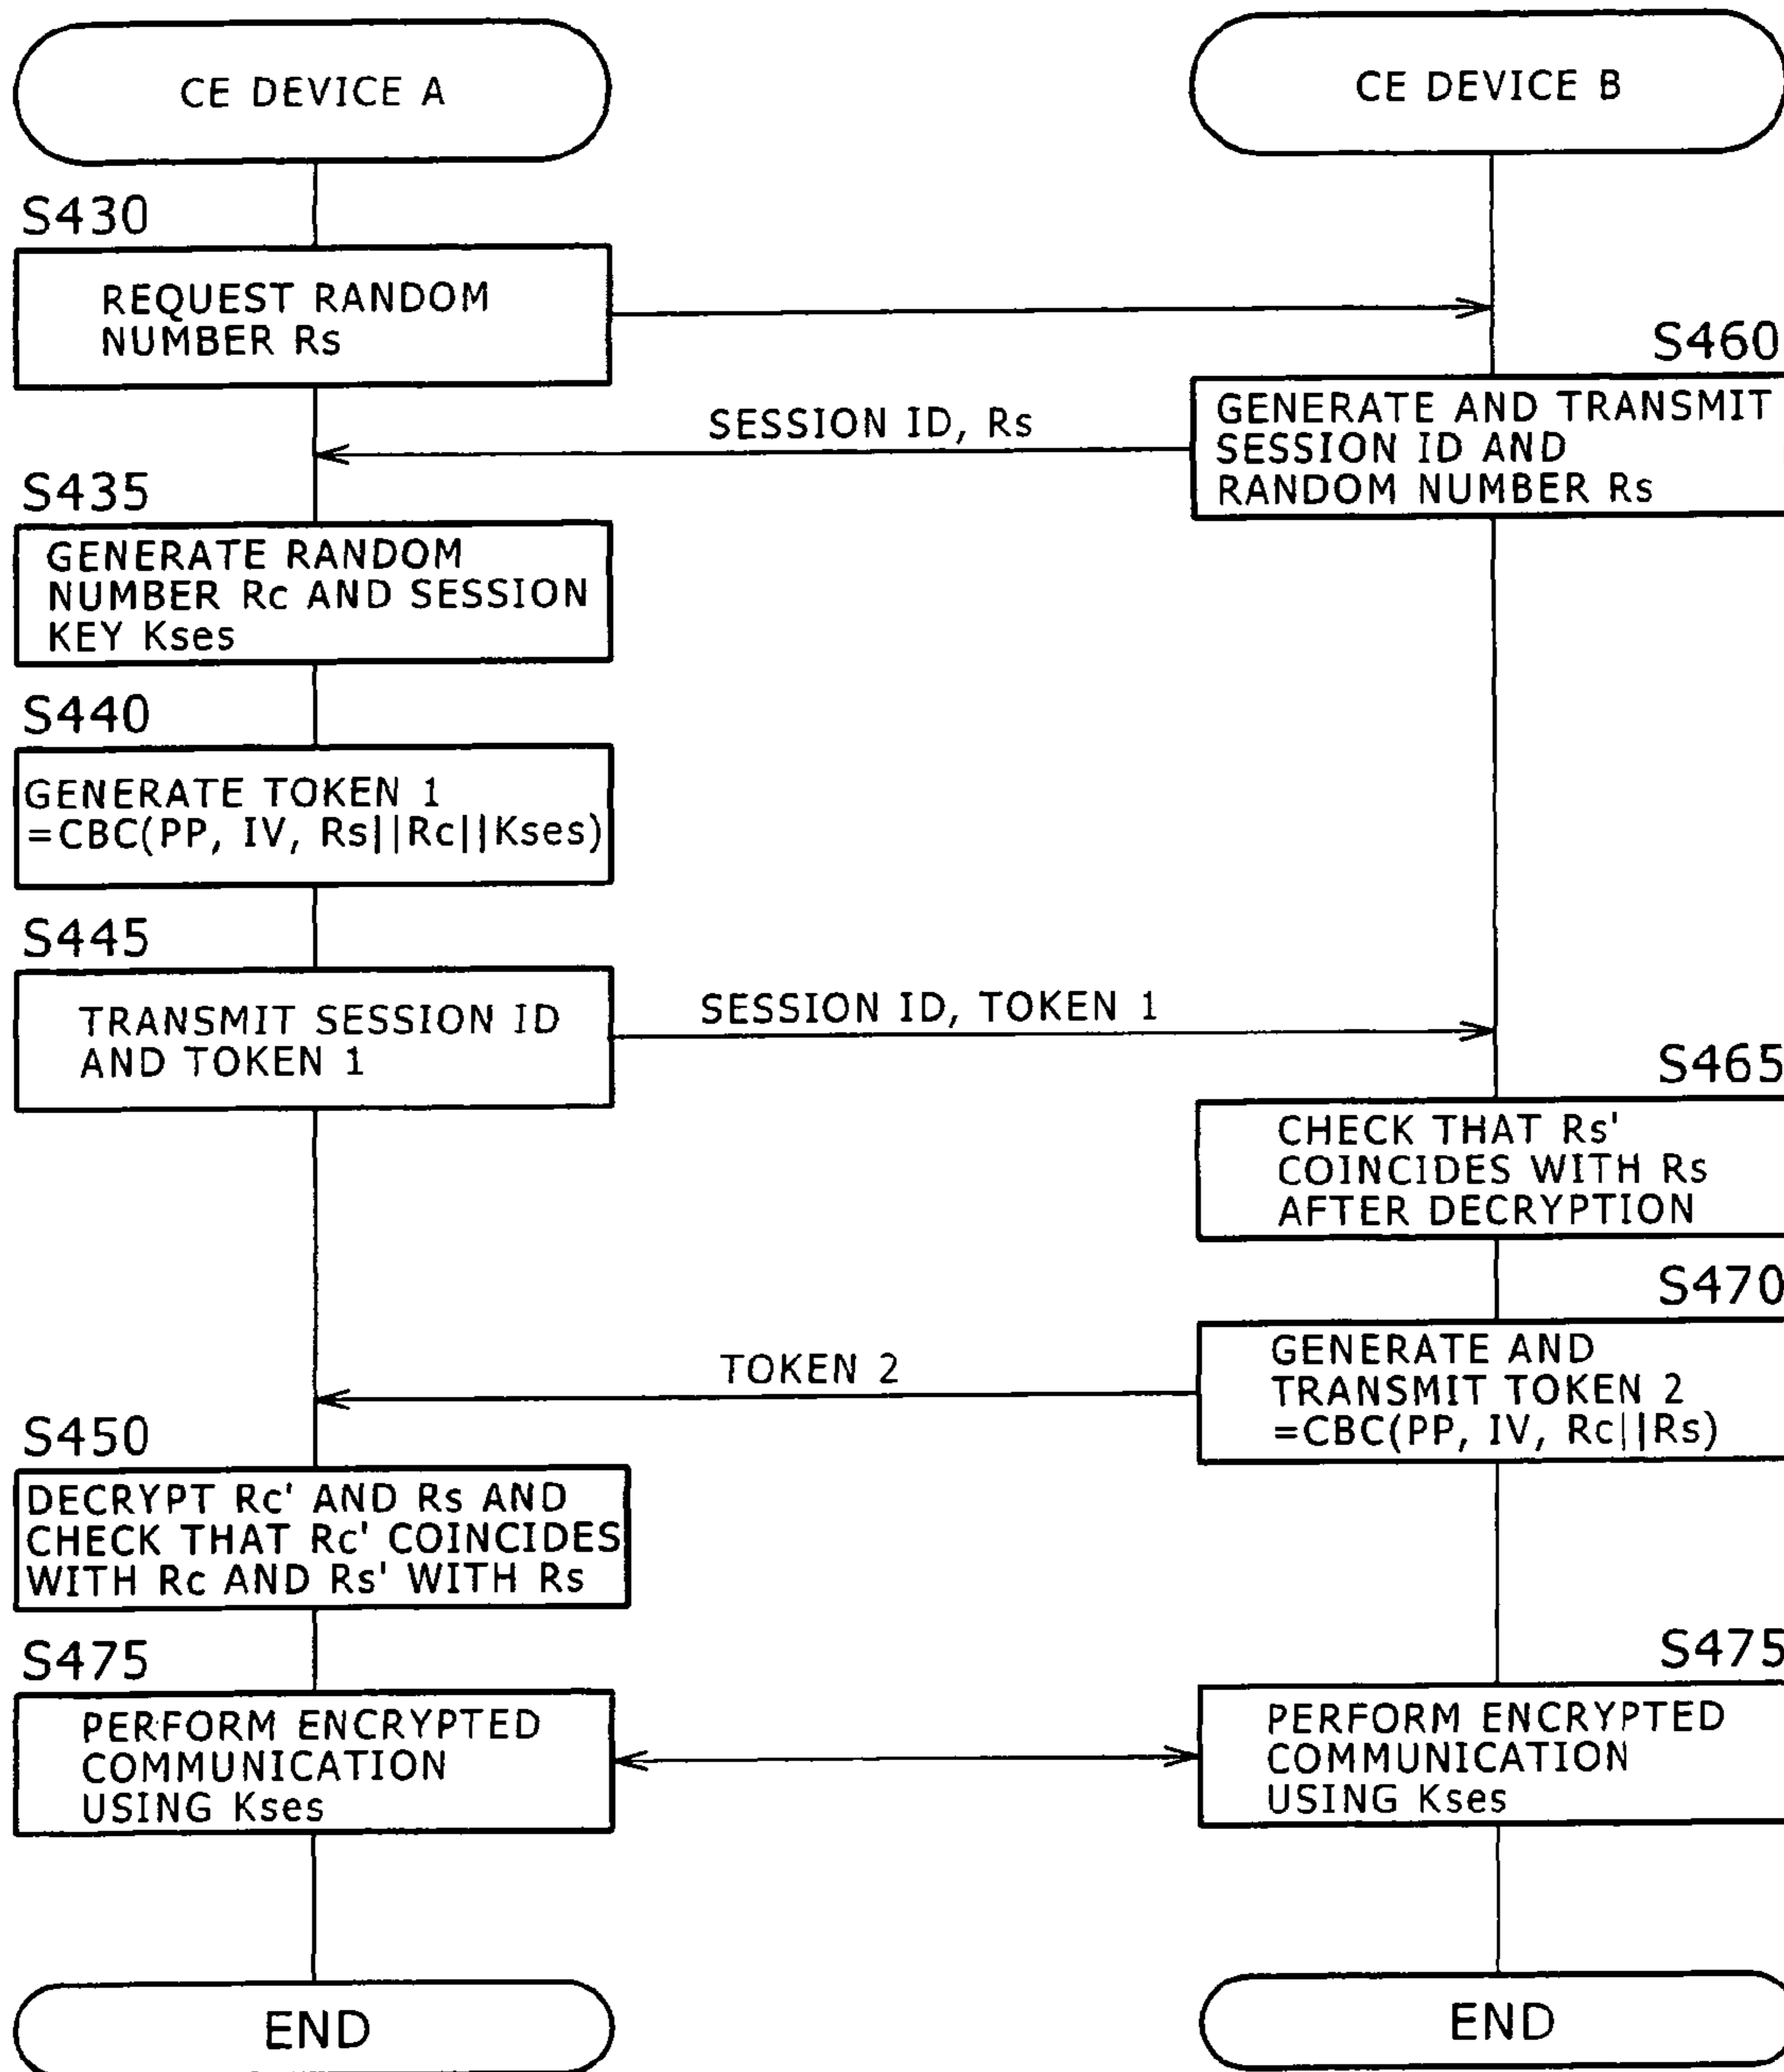 CE DEVICE A
CE DEVICE B
S430
REQUEST RANDOM
NUMBER Rs
S460
GENERATE AND TRANSMIT
SESSION ID AND
RANDOM NUMBER Rs
SESSION ID, Rs
S435
GENERATE RANDOM
NUMBER Rc AND SESSION
KEY Kses
S440
GENERATE TOKEN 1
=CBC(PP, IV, Rs||Rc||Kses)
S445
TRANSMIT SESSION ID
AND TOKEN 1
SESSION ID, TOKEN 1
S465
CHECK THAT Rs'
COINCIDES WITH Rs
AFTER DECRYPTION
S470
GENERATE AND
TRANSMIT TOKEN 2
=CBC(PP, IV, Rc||Rs)
TOKEN 2
S450
DECRYPT Rc' AND Rs AND
CHECK THAT Rc' COINCIDES
WITH Rc AND Rs' WITH Rs
S475
PERFORM ENCRYPTED
COMMUNICATION
USING Kses
S475
PERFORM ENCRYPTED
COMMUNICATION
USING Kses
END
END